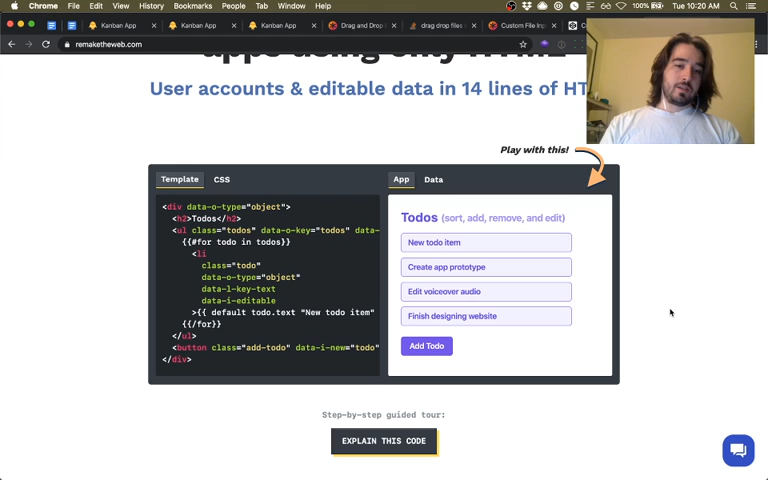 Chrome File Edit View History Bookmarks People Tab Window Help 100% Tue 10:20 AM
Kanban App Kanban App Kanban App Drag and Drop drag drop files Custom File Inp
remaketheweb.com
apps using only HTML
User accounts & editable data in 14 lines of HT
Play with this!
Template CSS App Data
<div data-o-type="object">
<h2>Todos</h2>
<ul class="todos" data-o-key="todos" data-
{{#for todo in todos}}
<li
class="todo"
data-o-type="object"
data-l-key-text
data-i-editable
>{{ default todo.text "New todo item"
{{/for}}
</ul>
<button class="add-todo" data-i-new="todo"
</div>
Todos (sort, add, remove, and edit)
New todo item
Create app prototype
Edit voiceover audio
Finish designing website
Add Todo
Step-by-step guided tour:
EXPLAIN THIS CODE